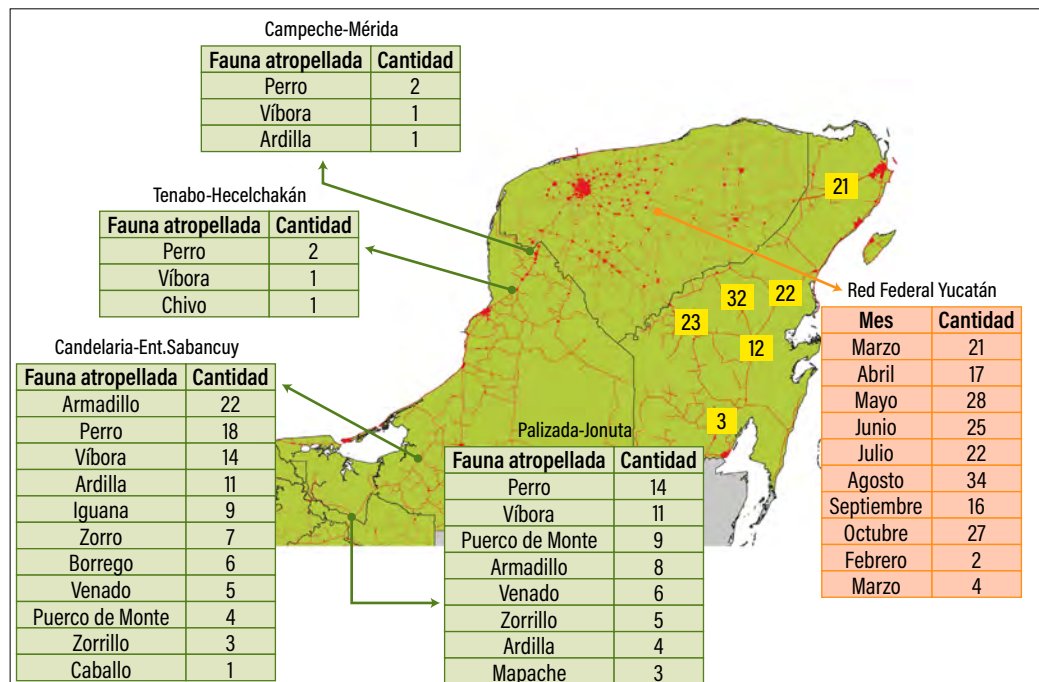 Campeche-Mérida
Fauna atropellada Cantidad
Perro 2
Víbora 1
Ardilla 1
Tenabo-Hecelchakán
Fauna atropellada Cantidad
Perro 2
Víbora 1
Chivo 1
Candelaria-Ent.Sabancuy
Fauna atropellada Cantidad
Armadillo 22
Perro 18
Víbora 14
Ardilla 11
Iguana 9
Zorro 7
Borrego 6
Venado 5
Puerco de Monte 4
Zorrillo 3
Caballo 1
Palizada-Jonuta
Fauna atropellada Cantidad
Perro 14
Víbora 11
Puerco de Monte 9
Armadillo 8
Venado 6
Zorrillo 5
Ardilla 4
Mapache 3
21
32
22
23
12
3
Red Federal Yucatán
Mes Cantidad
Marzo 21
Abril 17
Mayo 28
Junio 25
Julio 22
Agosto 34
Septiembre 16
Octubre 27
Febrero 2
Marzo 4